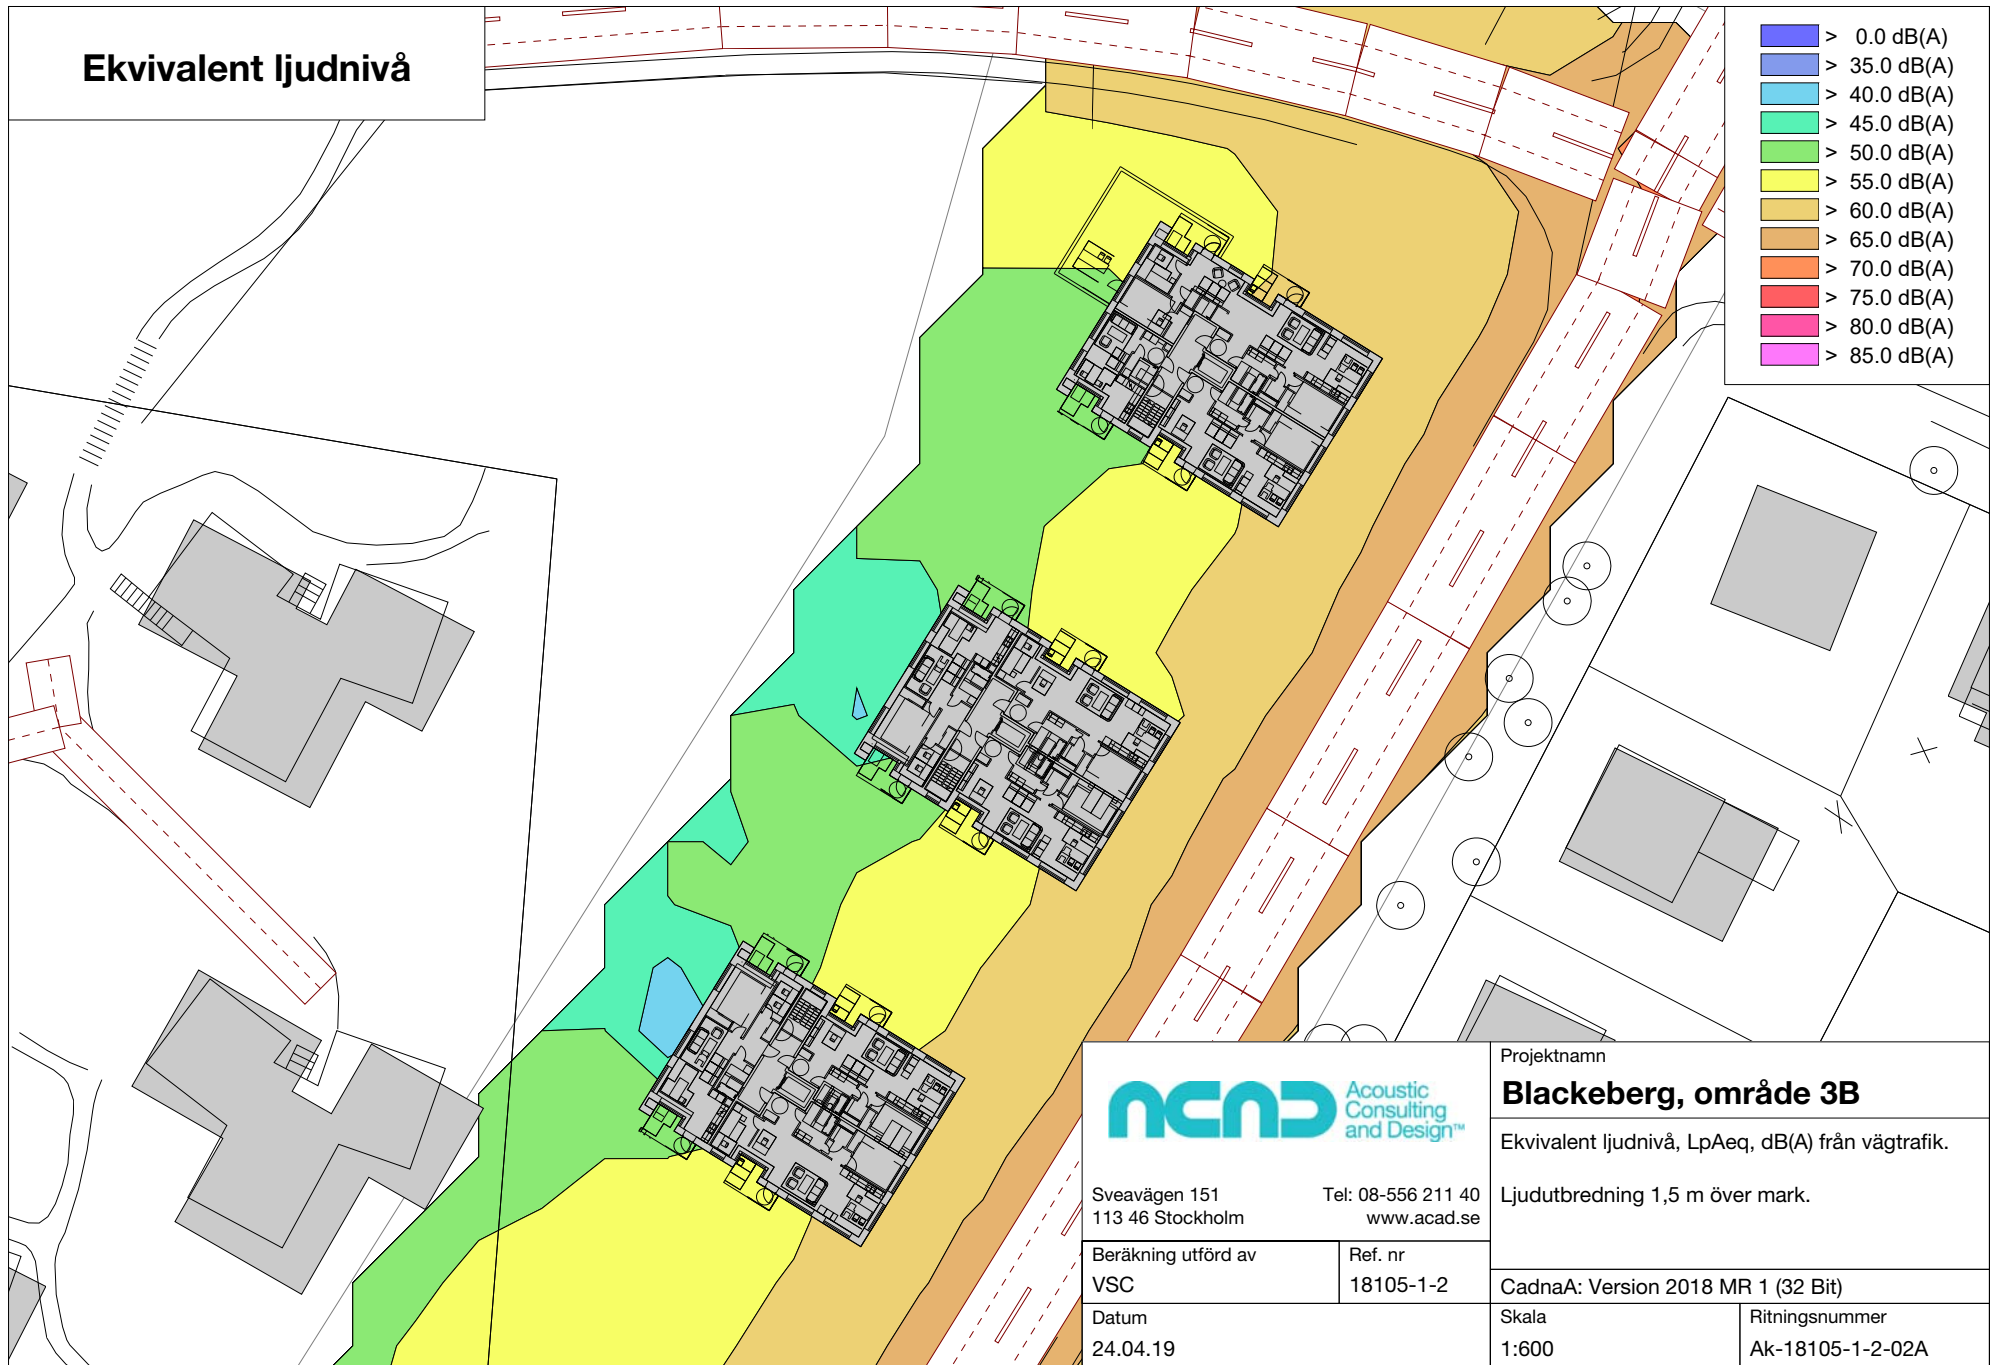 Ekvivalent ljudnivå
> 0.0 dB(A)
> 35.0 dB(A)
> 40.0 dB(A)
> 45.0 dB(A)
> 50.0 dB(A)
> 55.0 dB(A)
> 60.0 dB(A)
> 65.0 dB(A)
> 70.0 dB(A)
> 75.0 dB(A)
> 80.0 dB(A)
> 85.0 dB(A)
ACAD
Acoustic
Consulting
and Design™
Sveavägen 151
113 46 Stockholm
Tel: 08-556 211 40
www.acad.se
Beräkning utförd av
VSC
Ref. nr
18105-1-2
Datum
24.04.19
Projektnamn
Blackeberg, område 3B
Ekvivalent ljudnivå, LpAeq, dB(A) från vägtrafik.
Ljudutbredning 1,5 m över mark.
CadnaA: Version 2018 MR 1 (32 Bit)
Skala
1:600
Ritningsnummer
Ak-18105-1-2-02A